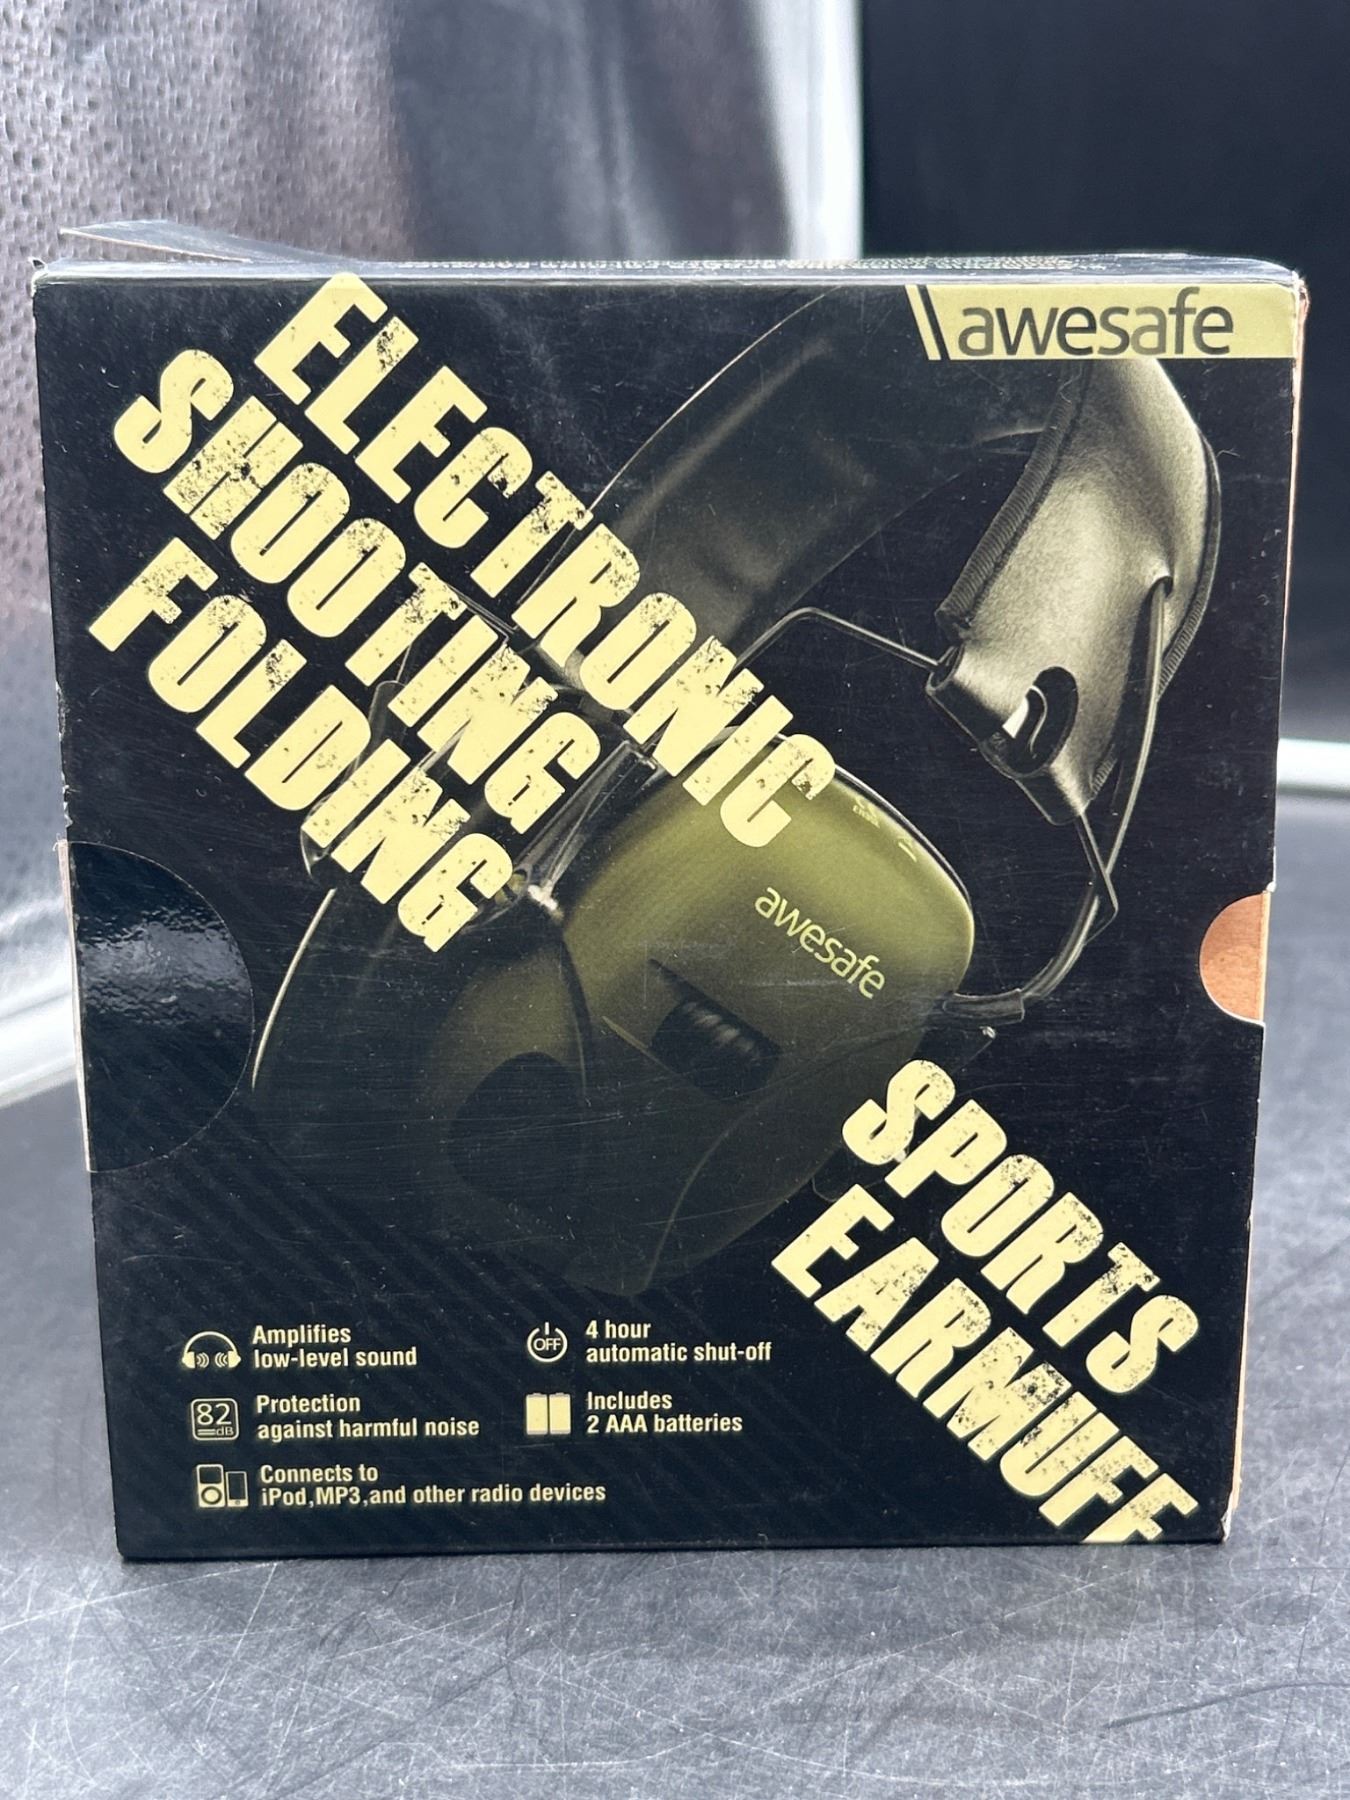 awesafe
ELECTRONIC
SHOOTING
FOLDING
awesafe
SPORTS
EARMUFF
Amplifies
low-level sound
OFF
4 hour
automatic shut-off
82
dB
Protection
against harmful noise
Includes
2 AAA batteries
Connects to
iPod,MP3,and other radio devices